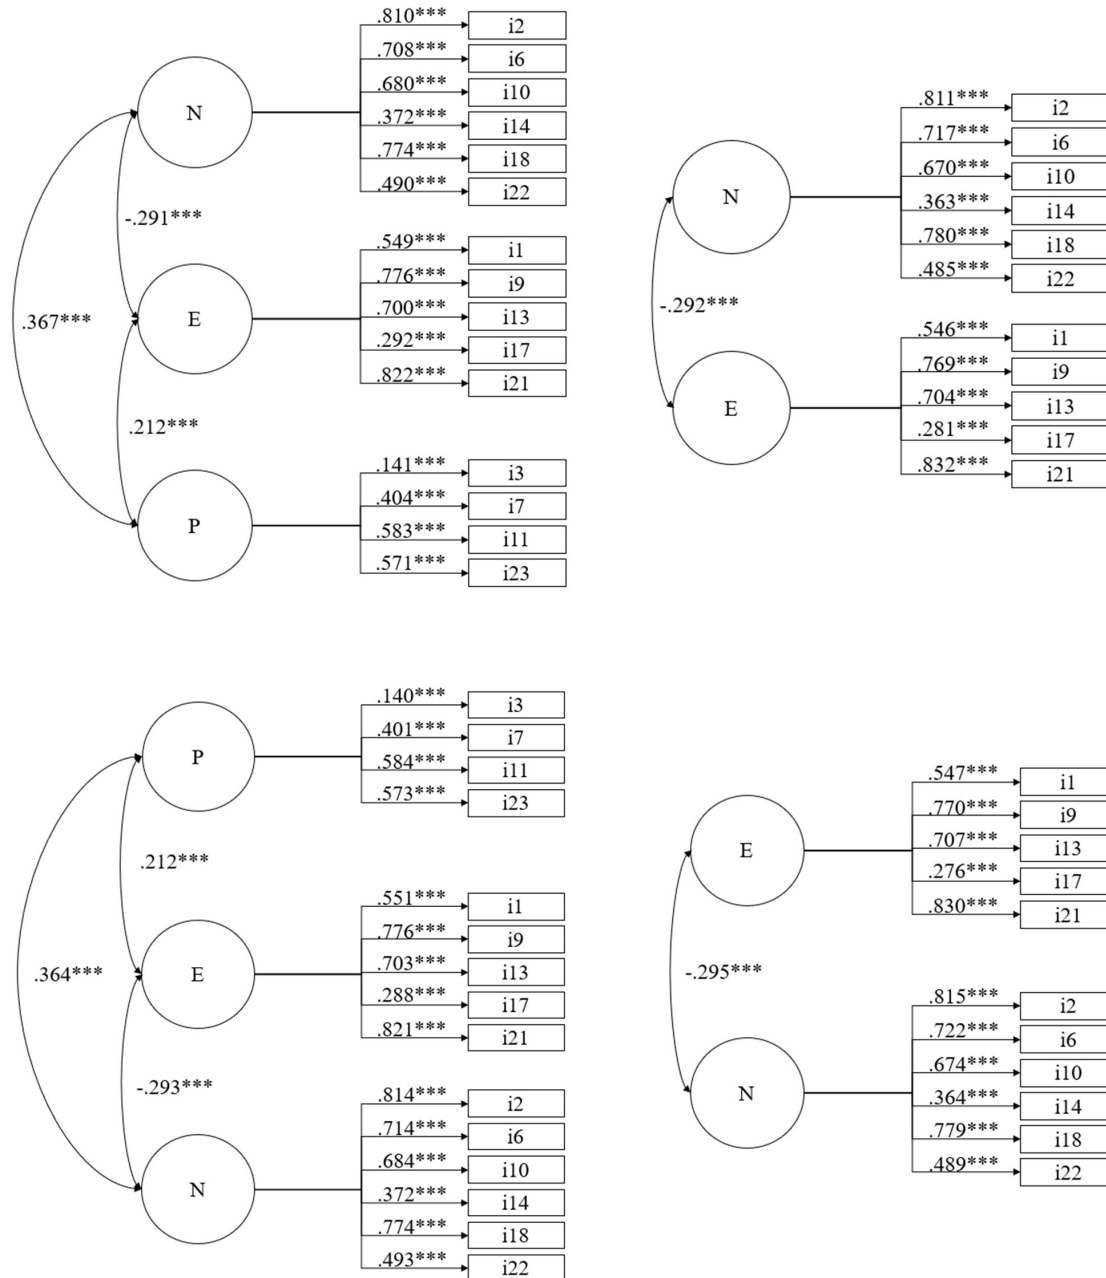 .810*** i2
.708*** i6
.680*** i10
N
.372*** i14
.774*** i18
.490*** i22
-.291***
.549*** i1
.776*** i9
.700*** i13
E
.367***
.292*** i17
.822*** i21
.212***
.141*** i3
.404*** i7
P
.583*** i11
.571*** i23
.811*** i2
.717*** i6
.670*** i10
N
.363*** i14
.780*** i18
.485*** i22
-.292***
.546*** i1
.769*** i9
.704*** i13
E
.281*** i17
.832*** i21
.140*** i3
.401*** i7
P
.584*** i11
.573*** i23
.212***
.551*** i1
.776*** i9
.703*** i13
.364***
E
.288*** i17
.821*** i21
-.293***
.814*** i2
.714*** i6
.684*** i10
N
.372*** i14
.774*** i18
.493*** i22
.547*** i1
.770*** i9
.707*** i13
E
.276*** i17
.830*** i21
-.295***
.815*** i2
.722*** i6
.674*** i10
N
.364*** i14
.779*** i18
.489*** i22